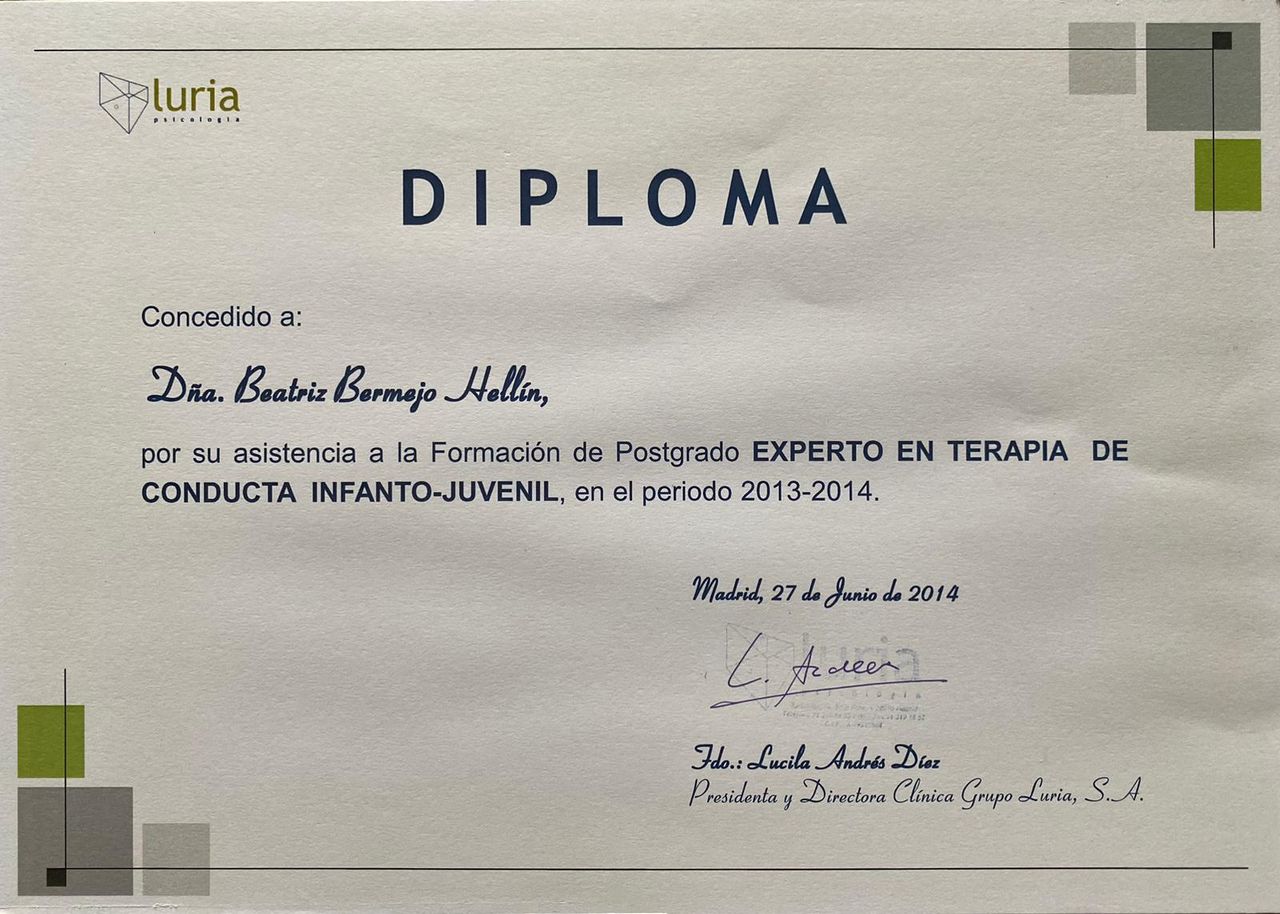 luria
psicología
DIPLOMA
Concedido a:
Dña. Beatriz Bermejo Hellín,
por su asistencia a la Formación de Postgrado EXPERTO EN TERAPIA DE
CONDUCTA INFANTO-JUVENIL, en el periodo 2013-2014.
Madrid, 27 de Junio de 2014
Fdo.: Lucila Andrés Díez
Presidenta y Directora Clínica Grupo Luria, S.A.